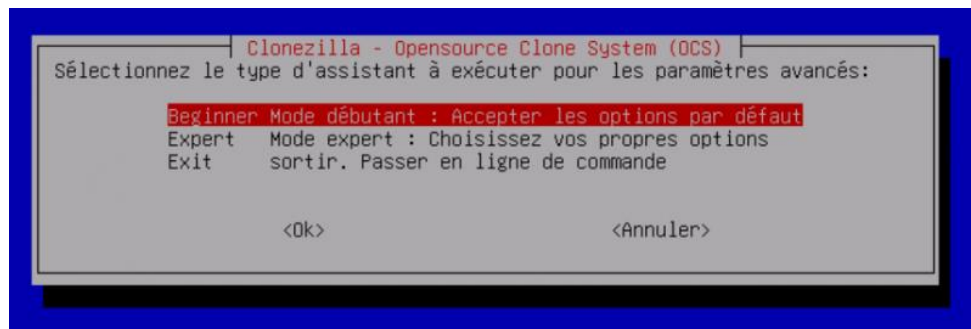 Clonezilla - Opensource Clone System (OCS)
Sélectionnez le type d'assistant à exécuter pour les paramètres avancés:
Beginner Mode débutant : Accepter les options par défaut
Expert Mode expert : Choisissez vos propres options
Exit sortir. Passer en ligne de commande
<Ok> <Annuler>